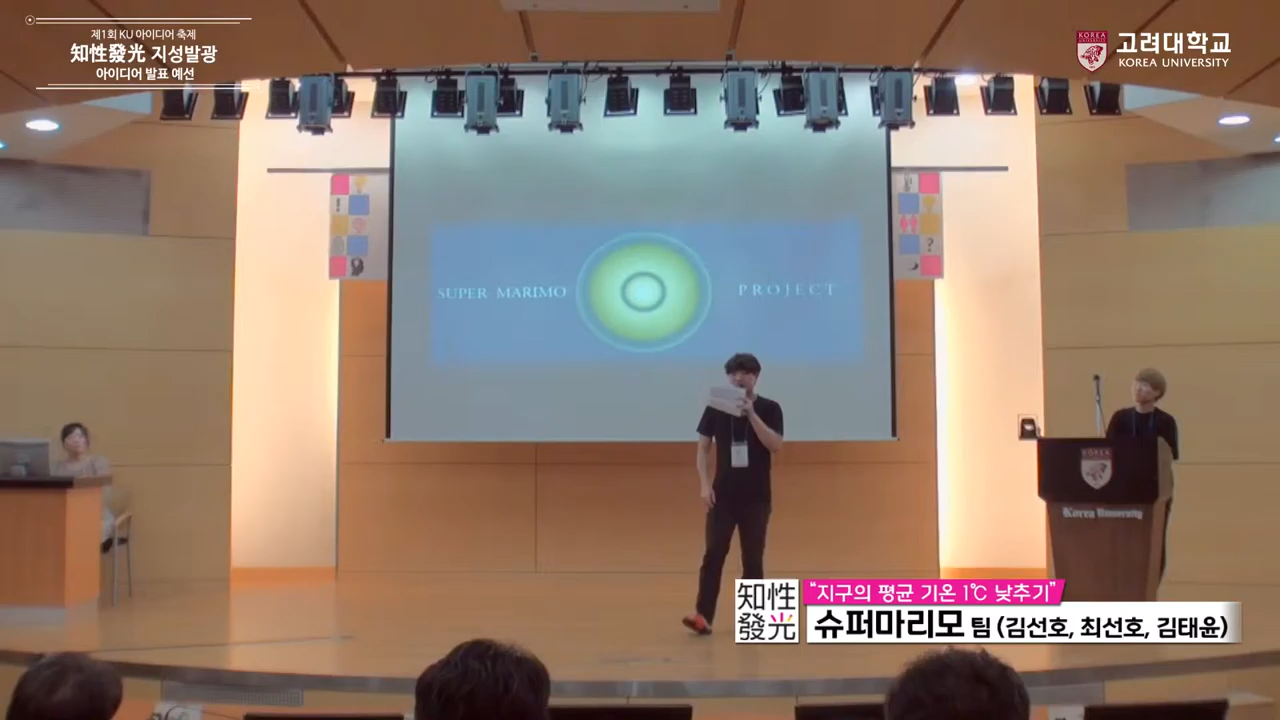 제1회 KU 아이디어 축제
知性發光 지성발광
아이디어 발표 예선
KOREA
고려대학교
KOREA UNIVERSITY
SUPER MARIMO
PROJECT
?
KOREA
Korea University
知性
發光
“지구의 평균 기온 1℃ 낮추기”
슈퍼마리모 팀 (김선호, 최선호, 김태윤)